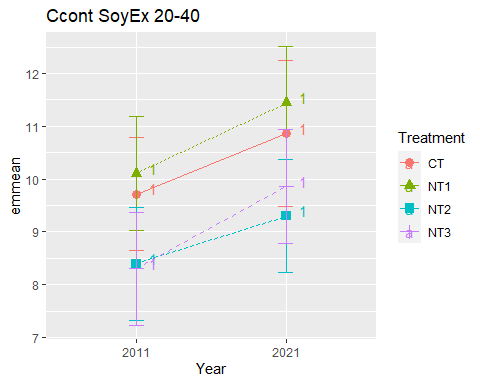 Ccont SoyEx 20-40
12
11
10
9
8
7
emmean
1
1
1
1
1
1
1
1
2011
2021
Year
Treatment
a CT
a NT1
a NT2
a NT3